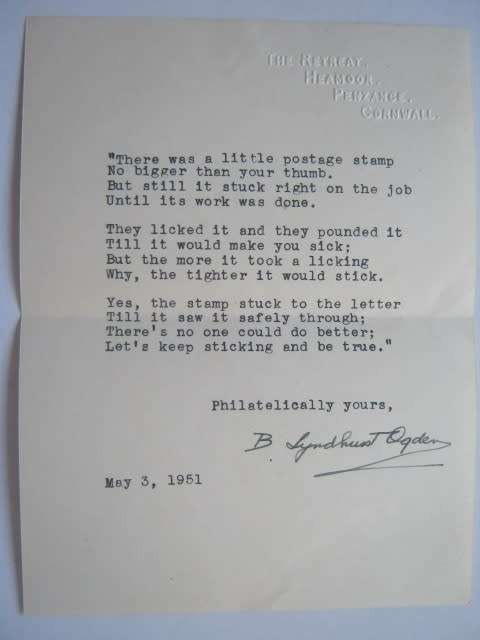 THE RETREAT.
HEAMOOR.
PENZANCE.
CORNWALL.
"There was a little postage stamp
No bigger than your thumb.
But still it stuck right on the job
Until its work was done.
They licked it and they pounded it
Till it would make you sick;
But the more it took a licking
Why, the tighter it would stick.
Yes, the stamp stuck to the letter
Till it saw it safely through;
There's no one could do better;
Let's keep sticking and be true."
Philatelically yours,
B Lyndhurst Ogden
May 3, 1951